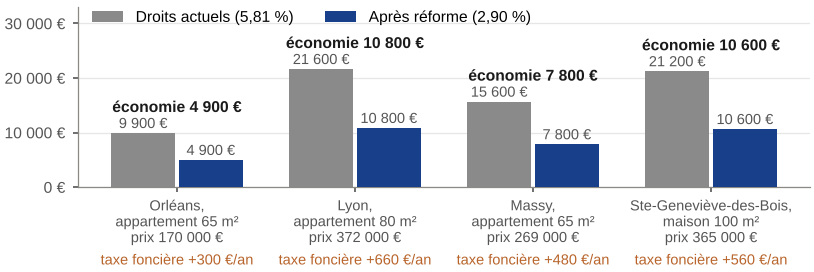 Droits actuels (5,81 %)
Après réforme (2,90 %)
30 000 €
20 000 €
10 000 €
0 €
économie 4 900 €
9 900 €
4 900 €
économie 10 800 €
21 600 €
10 800 €
économie 7 800 €
15 600 €
7 800 €
économie 10 600 €
21 200 €
10 600 €
Orléans,
appartement 65 m²
prix 170 000 €
taxe foncière +300 €/an
Lyon,
appartement 80 m²
prix 372 000 €
taxe foncière +660 €/an
Massy,
appartement 65 m²
prix 269 000 €
taxe foncière +480 €/an
Ste-Geneviève-des-Bois,
maison 100 m²
prix 365 000 €
taxe foncière +560 €/an